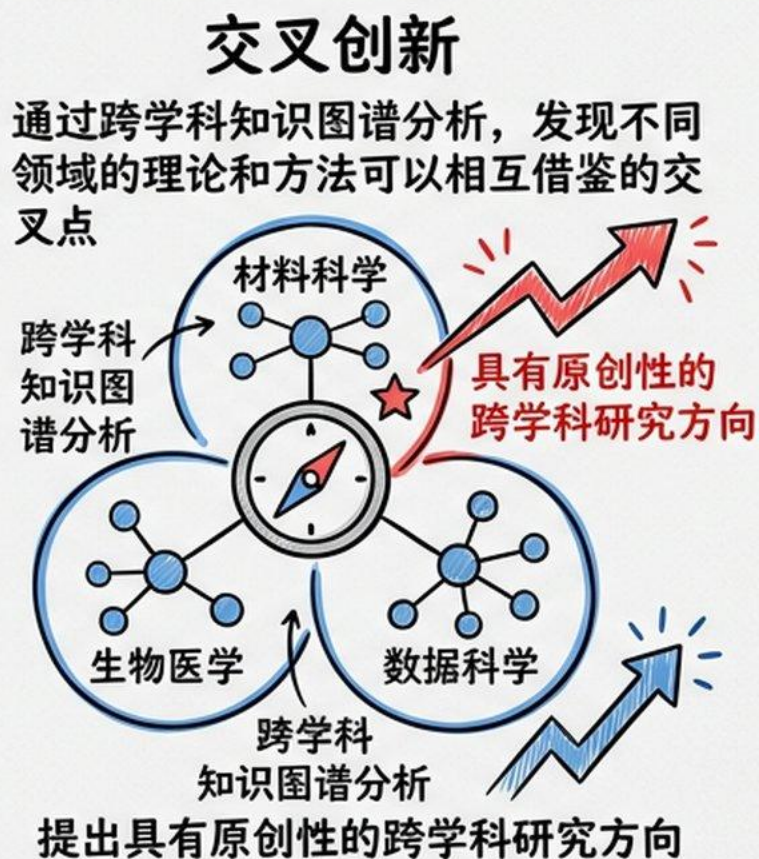 交叉创新
通过跨学科知识图谱分析，发现不同
领域的理论和方法可以相互借鉴的交
叉点
材料科学
跨学科
知识图
谱分析
具有原创性的
跨学科研究方向
生物医学
数据科学
跨学科
知识图谱分析
提出具有原创性的跨学科研究方向